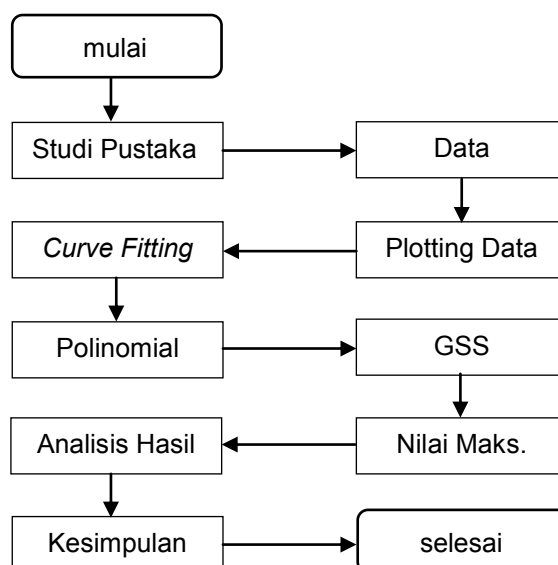 mulai
Studi Pustaka
Data
Plotting Data
Curve Fitting
Polinomial
GSS
Nilai Maks.
Analisis Hasil
Kesimpulan
selesai